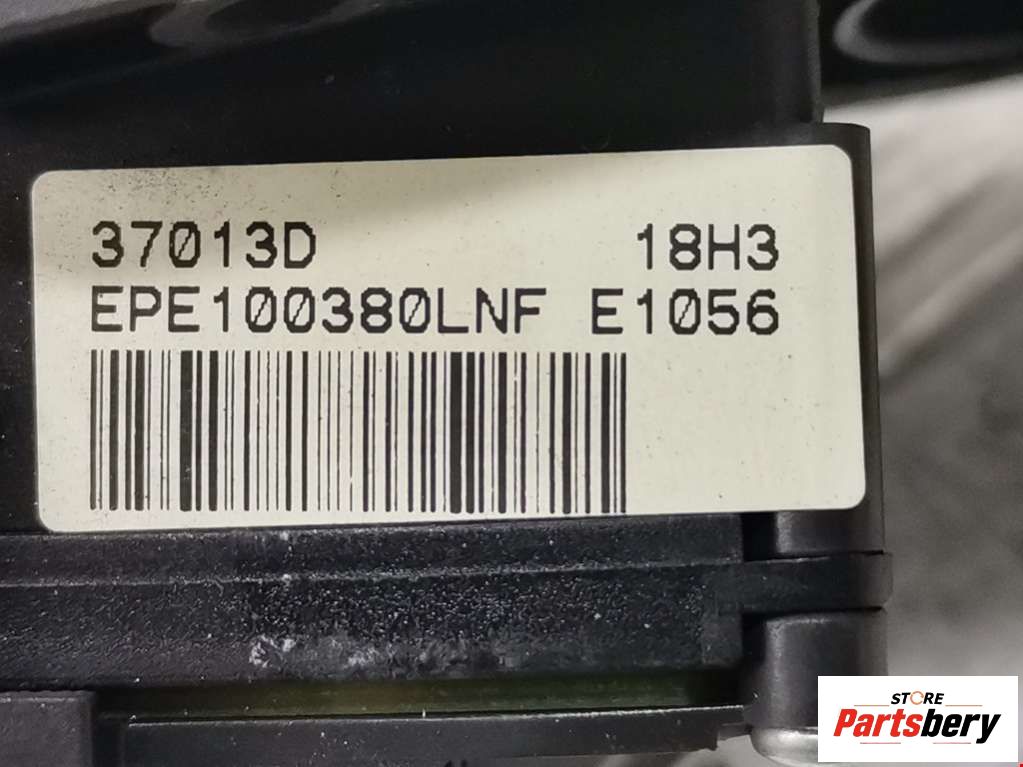 37013D 18H3
EPE100380LNF E1056
STORE
Partsbery